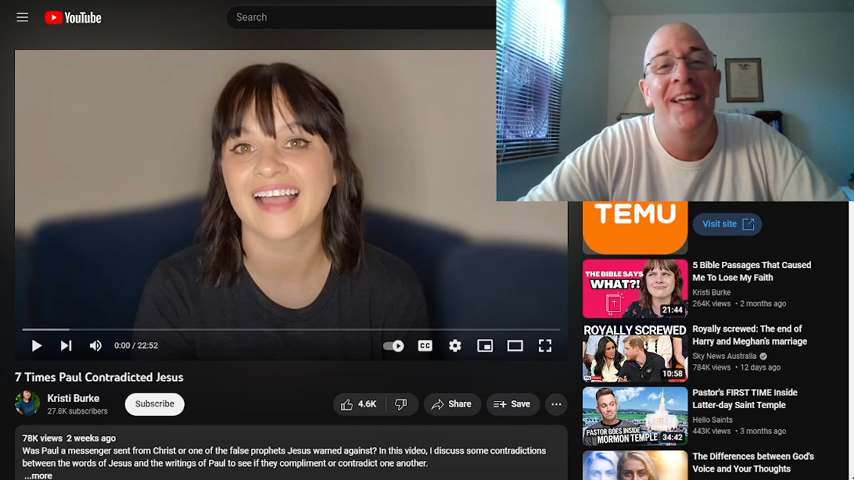 YouTube
Search
0:00 / 22:52
CC
7 Times Paul Contradicted Jesus
Kristi Burke
27.8K subscribers
Subscribe
4.6K
Share
Save
78K views 2 weeks ago
Was Paul a messenger sent from Christ or one of the false prophets Jesus warned against? In this video, I discuss some contradictions
between the words of Jesus and the writings of Paul to see if they compliment or contradict one another.
...more
TEMU
Visit site
THE BIBLE SAYS
WHAT?!
21:44
5 Bible Passages That Caused
Me To Lose My Faith
Kristi Burke
264K views • 2 months ago
ROYALLY SCREWED
10:58
Royally screwed: The end of
Harry and Meghan's marriage
Sky News Australia
784K views • 12 days ago
PASTOR GOES INSIDE
MORMON TEMPLE
34:42
Pastor's FIRST TIME Inside
Latter-day Saint Temple
Hello Saints
443K views • 3 months ago
The Differences between God's
Voice and Your Thoughts